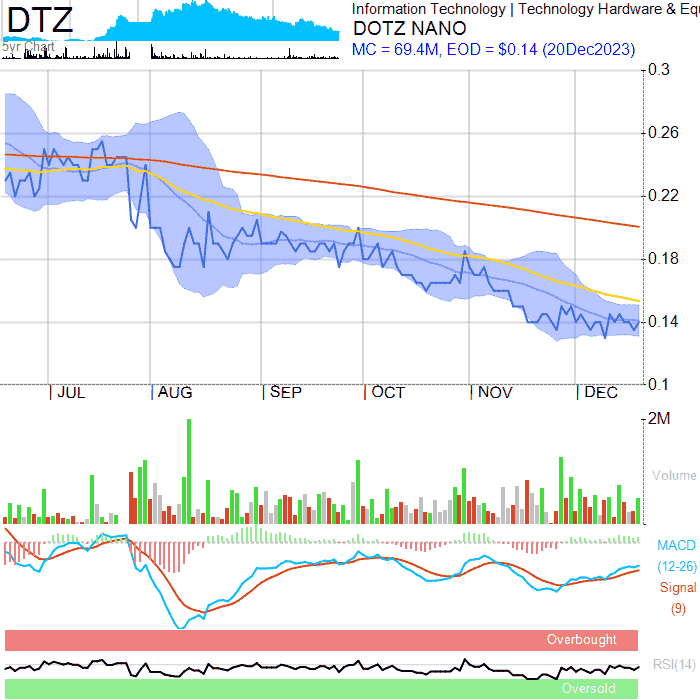 DTZ
Information Technology | Technology Hardware & Equ
DOTZ NANO
MC = 69.4M, EOD = $0.14 (20Dec2023)
5yr Chart
0.3
0.26
0.22
0.18
0.14
0.1
JUL AUG SEP OCT NOV DEC
2M
Volume
MACD
(12-26)
Signal
(9)
Overbought
RSI(14)
Oversold